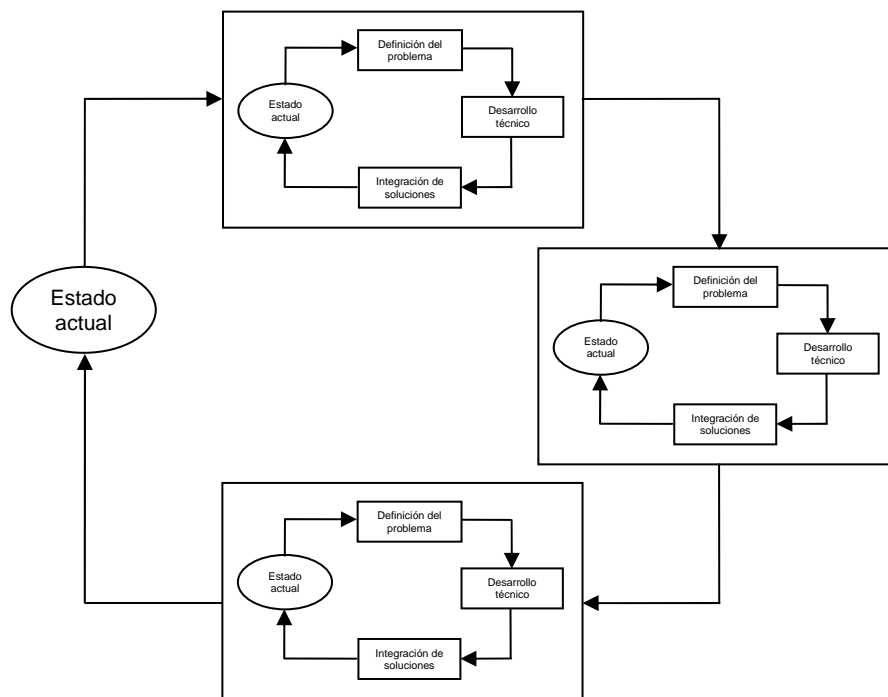 Definición del
problema
Estado
actual
Desarrollo
técnico
Integración de
soluciones
Estado
actual
Definición del
problema
Estado
actual
Desarrollo
técnico
Integración de
soluciones
Definición del
problema
Estado
actual
Desarrollo
técnico
Integración de
soluciones